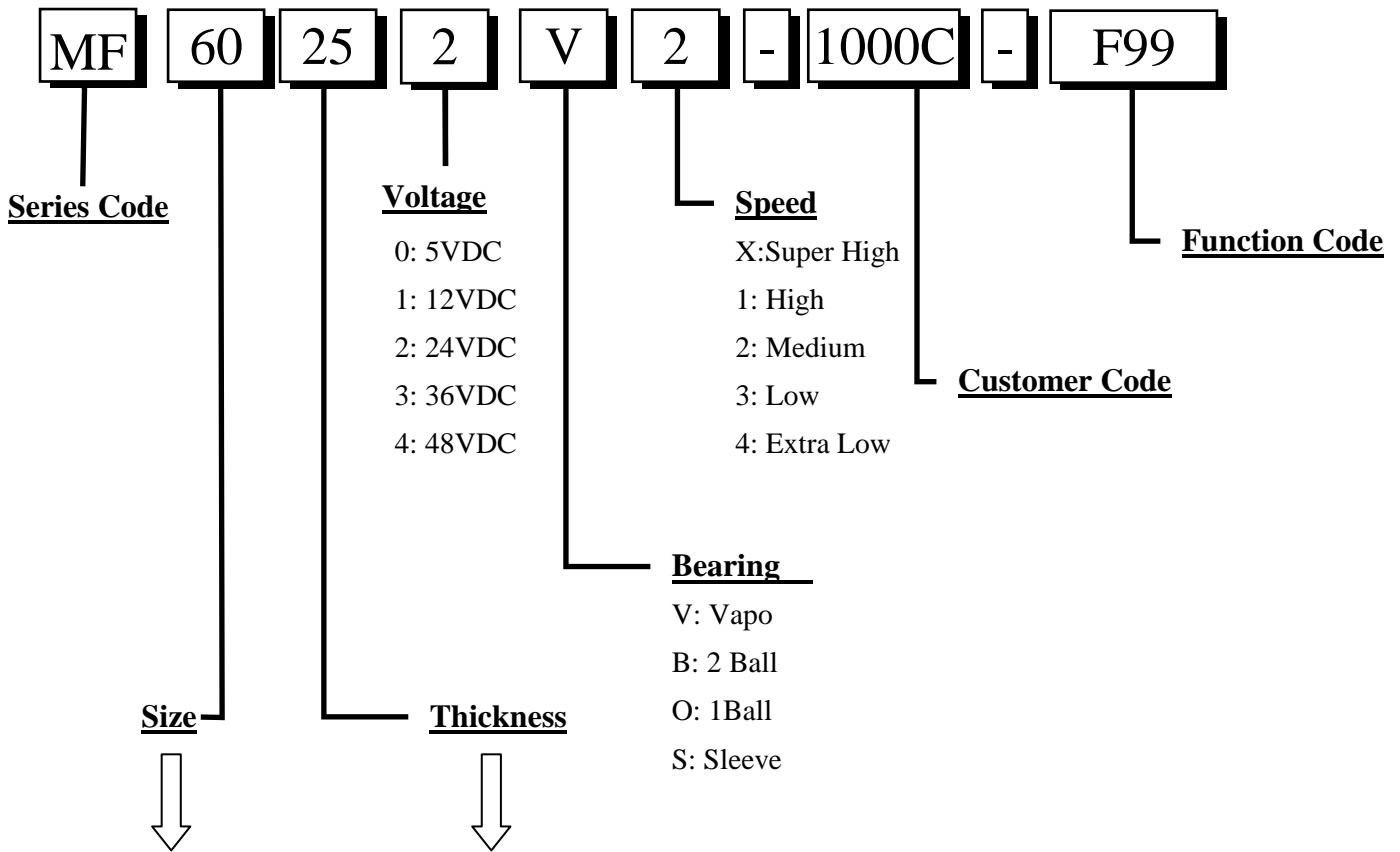 MF 60 25 2 V 2 - 1000C - F99
Series Code
Voltage
0: 5VDC
1: 12VDC
2: 24VDC
3: 36VDC
4: 48VDC
Speed
X:Super High
1: High
2: Medium
3: Low
4: Extra Low
Function Code
Customer Code
Bearing
V: Vapo
B: 2 Ball
O: 1Ball
S: Sleeve
Size
Thickness